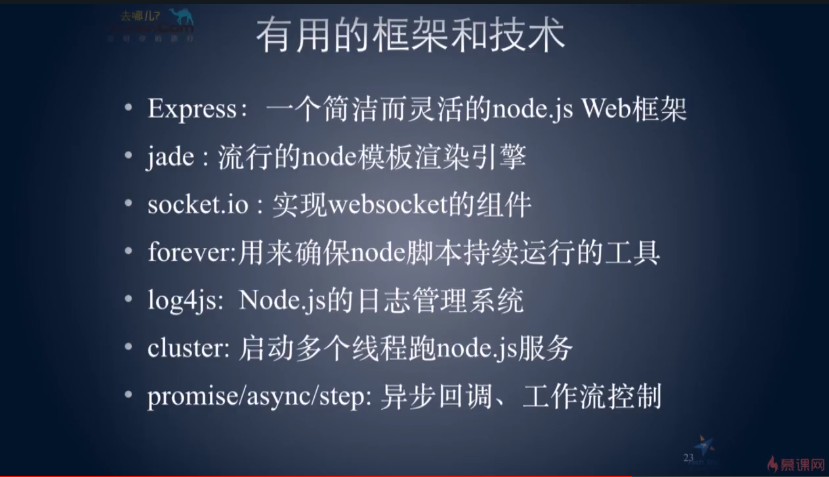 去哪儿?
有用的框架和技术
• Express：一个简洁而灵活的node.js Web框架
• jade : 流行的node模板渲染引擎
• socket.io : 实现websocket的组件
• forever:用来确保node脚本持续运行的工具
• log4js: Node.js的日志管理系统
• cluster: 启动多个线程跑node.js服务
• promise/async/step: 异步回调、工作流控制
23
慕课网